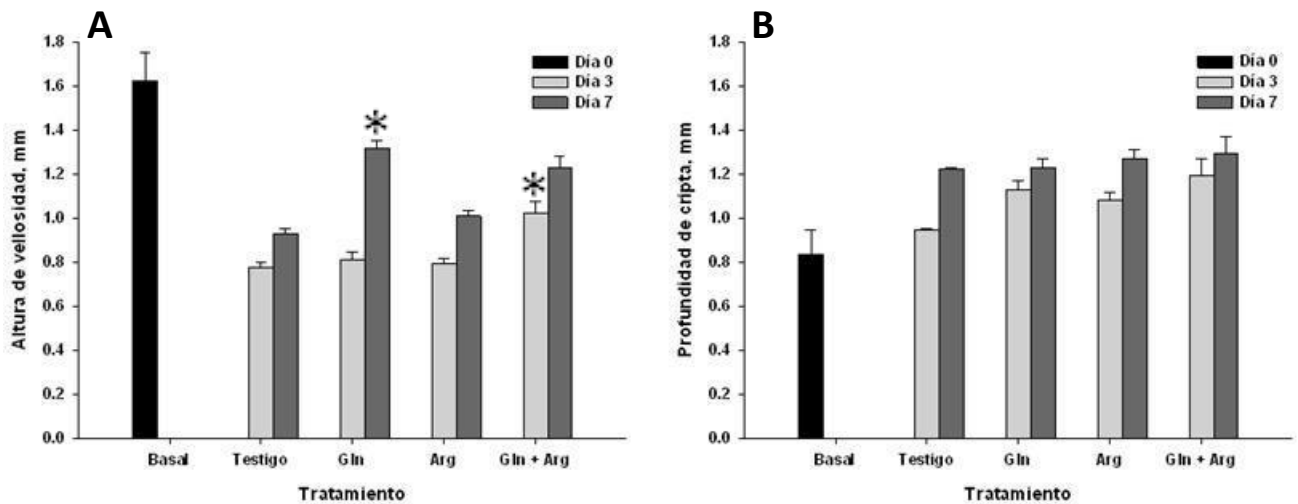 A
Altura de vellosidad, mm
1.8
1.6
1.4
1.2
1.0
0.8
0.6
0.4
0.2
0.0
Día 0
Día 3
Día 7
*
*
Basal Testigo Gln Arg Gln + Arg
Tratamiento
B
Profundidad de cripta, mm
1.8
1.6
1.4
1.2
1.0
0.8
0.6
0.4
0.2
0.0
Día 0
Día 3
Día 7
Basal Testigo Gln Arg Gln + Arg
Tratamiento